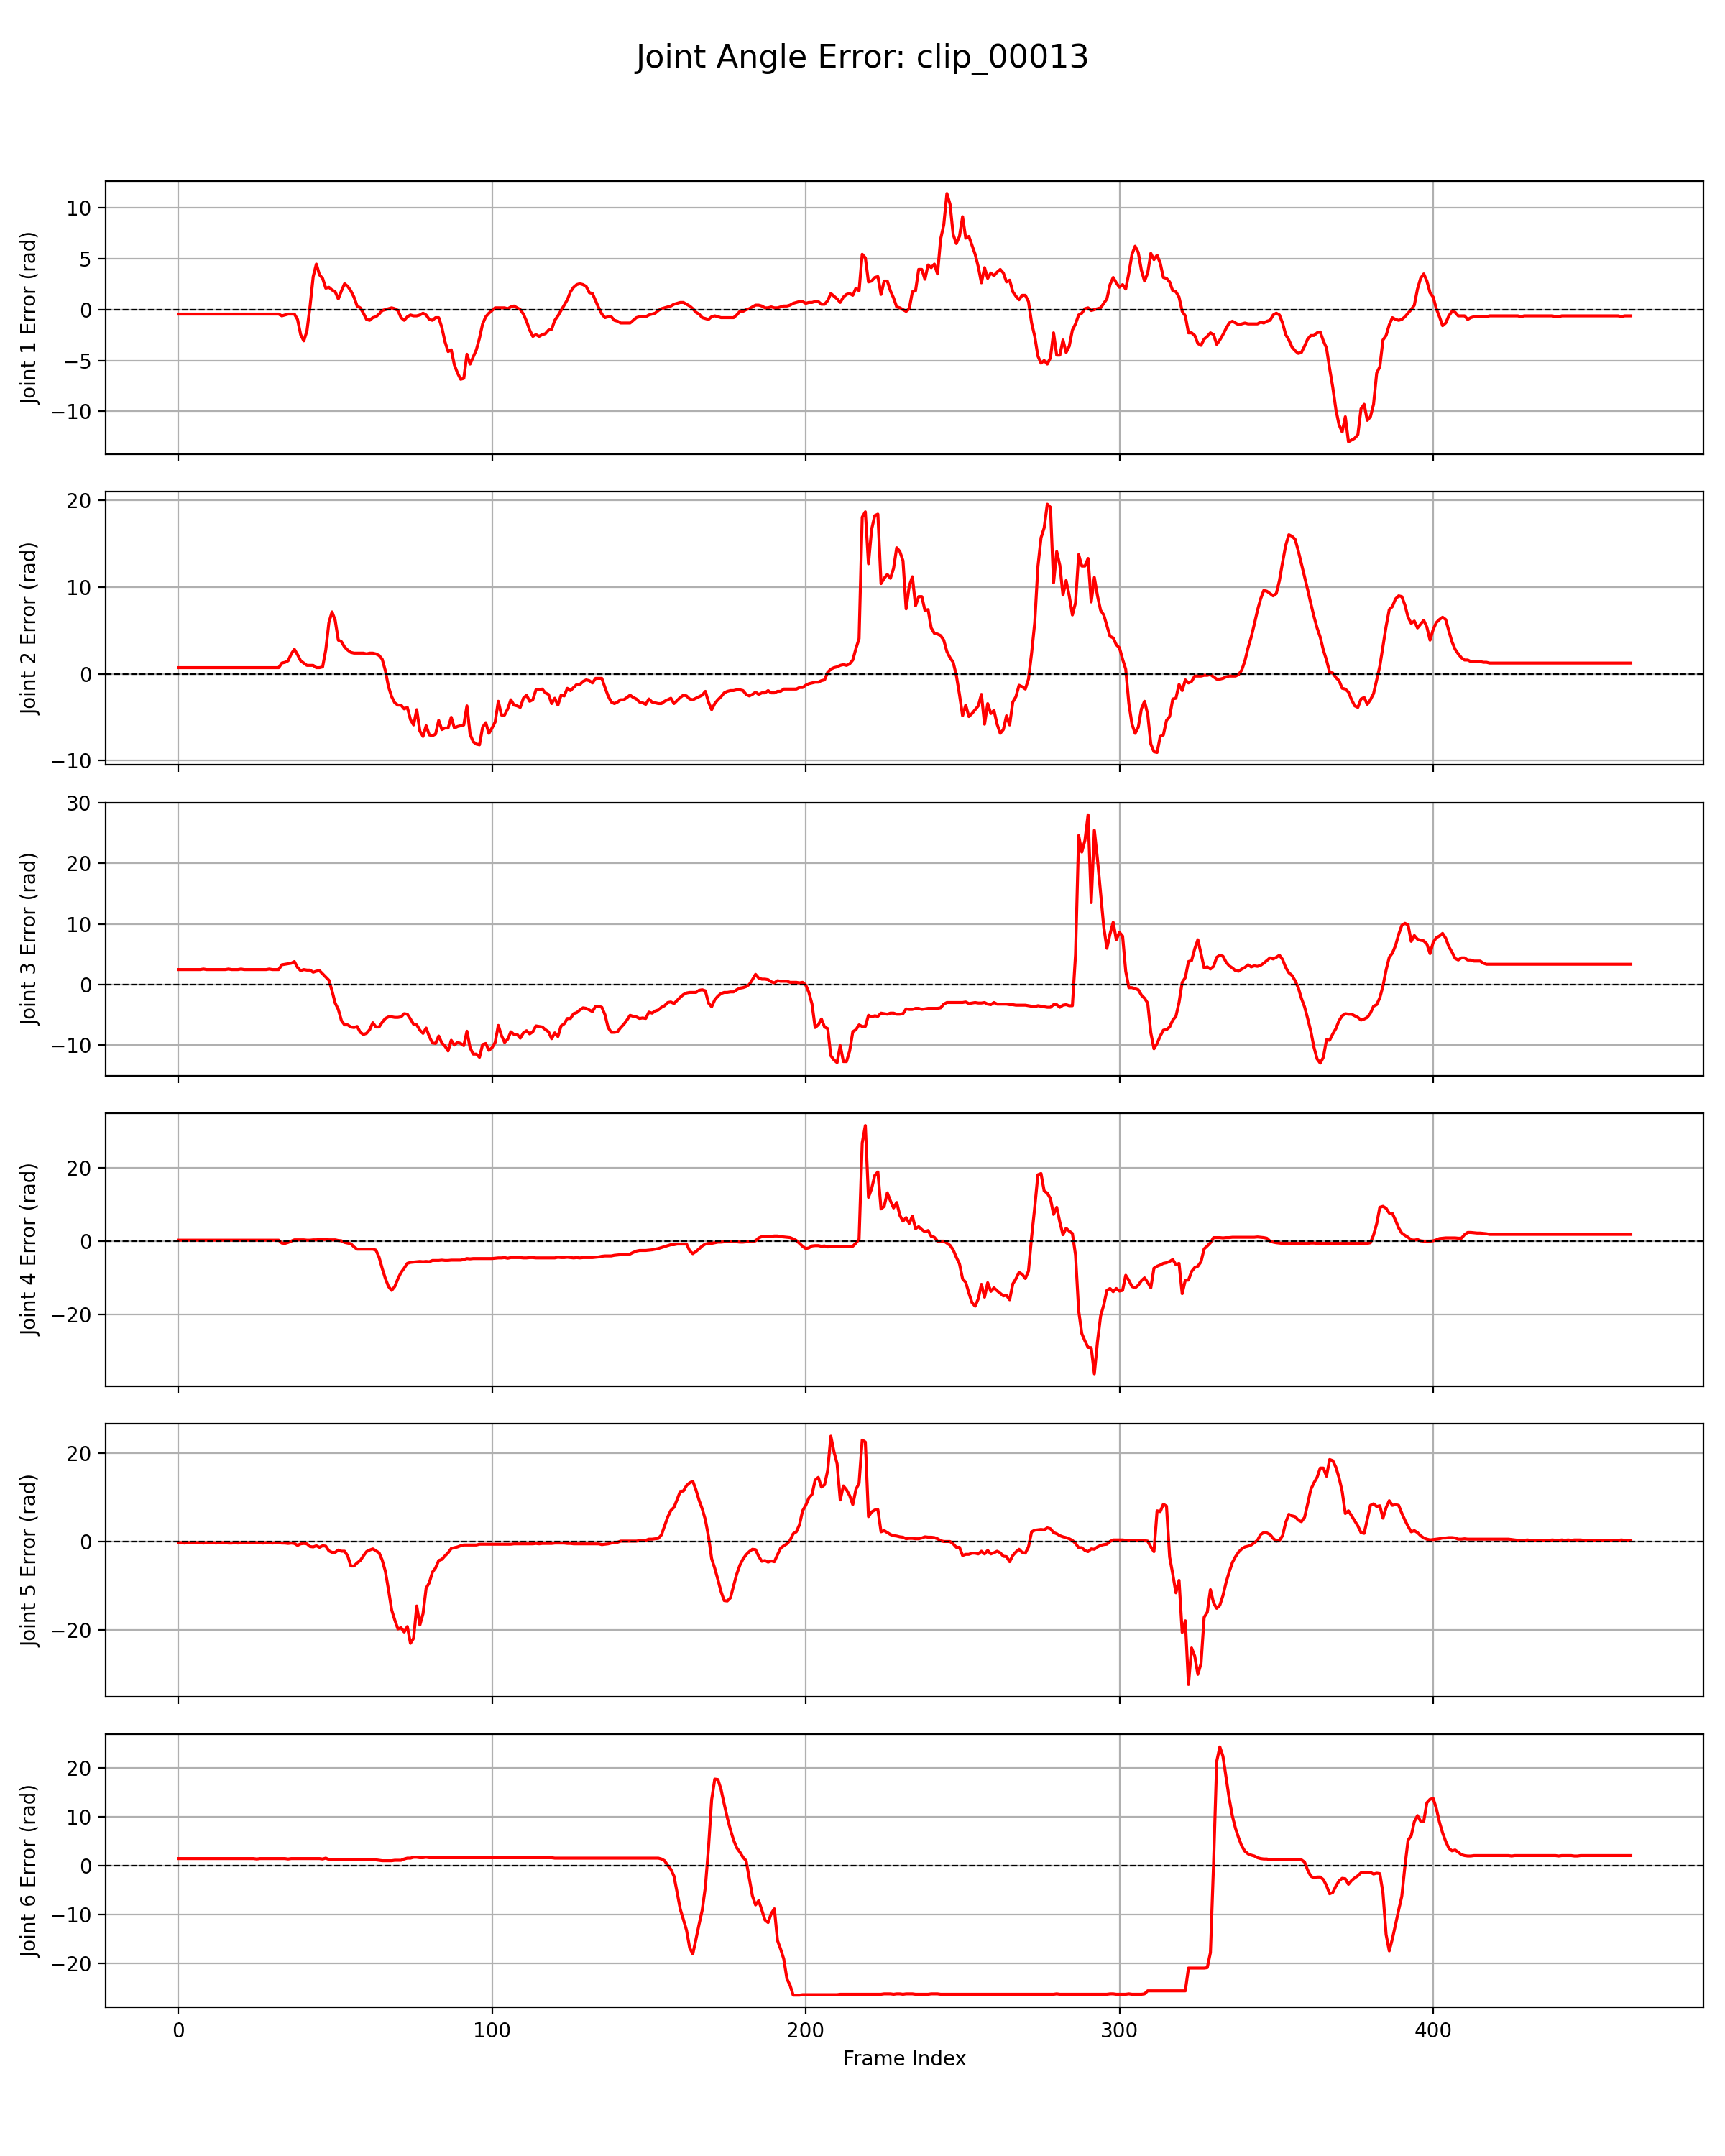 Joint Angle Error: clip_00013
Joint 1 Error (rad)
10
5
0
−5
−10
Joint 2 Error (rad)
20
10
0
−10
Joint 3 Error (rad)
30
20
10
0
−10
Joint 4 Error (rad)
20
0
−20
Joint 5 Error (rad)
20
0
−20
Joint 6 Error (rad)
20
10
0
−10
−20
0 100 200 300 400
Frame Index